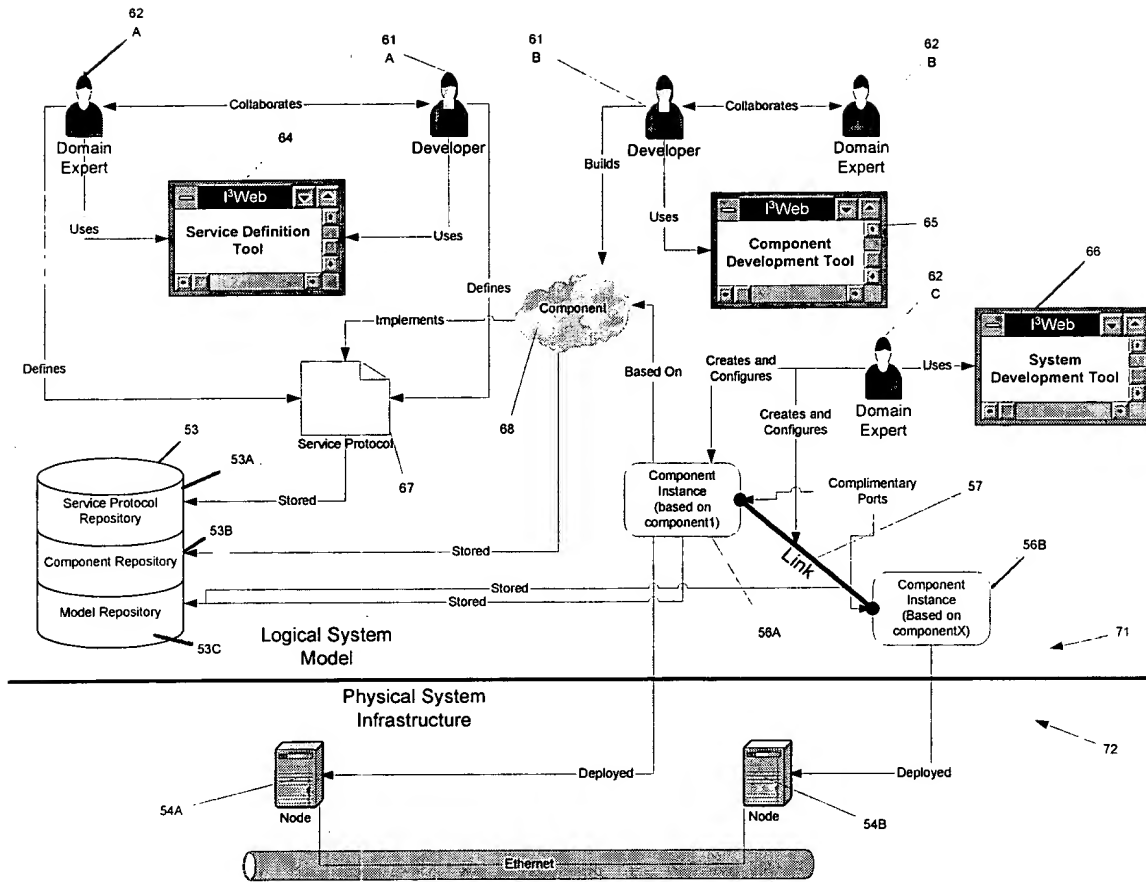 62
A
61
A
61
B
62
B
Collaborates
Collaborates
Domain
Expert
64
Developer
Developer
Domain
Expert
Builds
I³Web
Service Definition
Tool
Uses
Uses
Uses
I³Web
Component
Development Tool
65
62
C
66
Defines
Component
Implements
I³Web
System
Development Tool
Defines
Based On
Creates and
Configures
Uses
Creates and
Configures
Domain
Expert
68
Service Protocol
67
53
53A
Service Protocol
Repository
Stored
Component
Instance
(based on
component1)
Complimentary
Ports
57
53B
Component Repository
Stored
Link
56B
Stored
Stored
Component
Instance
(Based on
componentX)
Model Repository
53C
Logical System
Model
56A
71
Physical System
Infrastructure
72
Deployed
Deployed
54A
Node
Node
54B
Ethernet